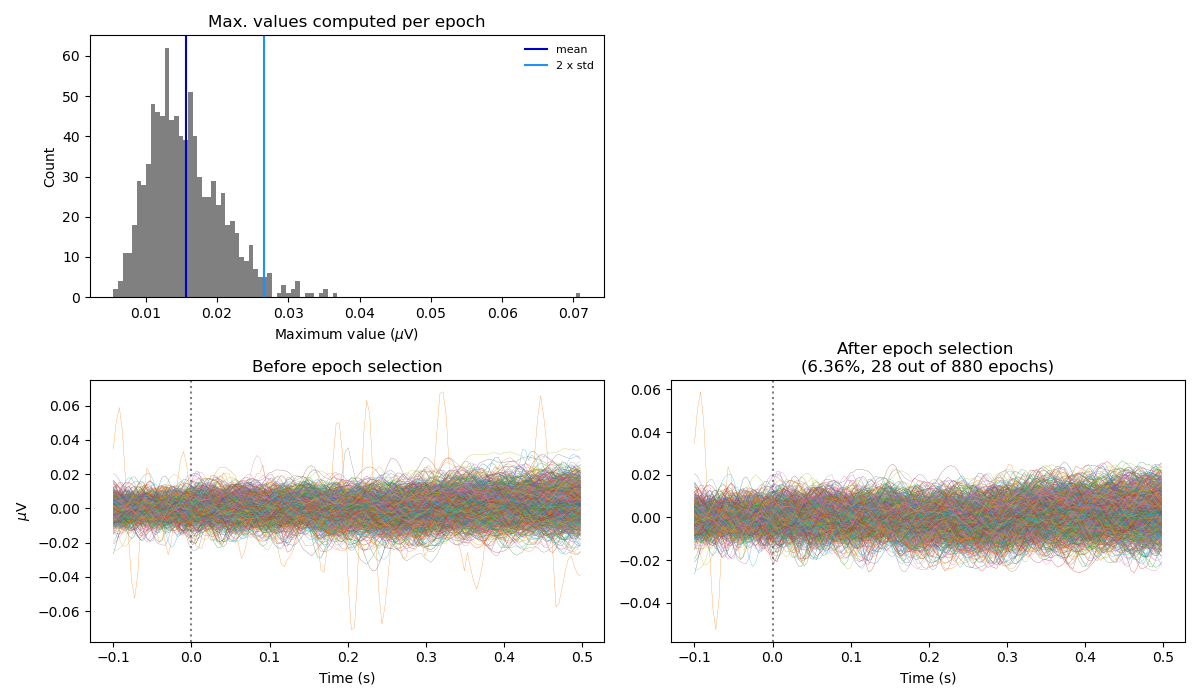 Max. values computed per epoch
mean
2 x std
60
50
40
30
20
10
0
Count
0.01 0.02 0.03 0.04 0.05 0.06 0.07
Maximum value (μV)
Before epoch selection
0.06
0.04
0.02
0.00
−0.02
−0.04
−0.06
μV
−0.1 0.0 0.1 0.2 0.3 0.4 0.5
Time (s)
After epoch selection
(6.36%, 28 out of 880 epochs)
0.06
0.04
0.02
0.00
−0.02
−0.04
−0.1 0.0 0.1 0.2 0.3 0.4 0.5
Time (s)